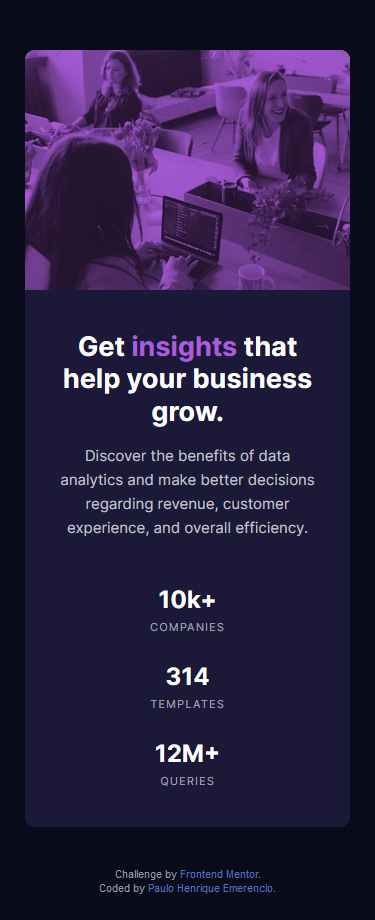 Get insights that
help your business
grow.
Discover the benefits of data
analytics and make better decisions
regarding revenue, customer
experience, and overall efficiency.
10k+
COMPANIES
314
TEMPLATES
12M+
QUERIES
Challenge by Frontend Mentor.
Coded by Paulo Henrique Emerencio.